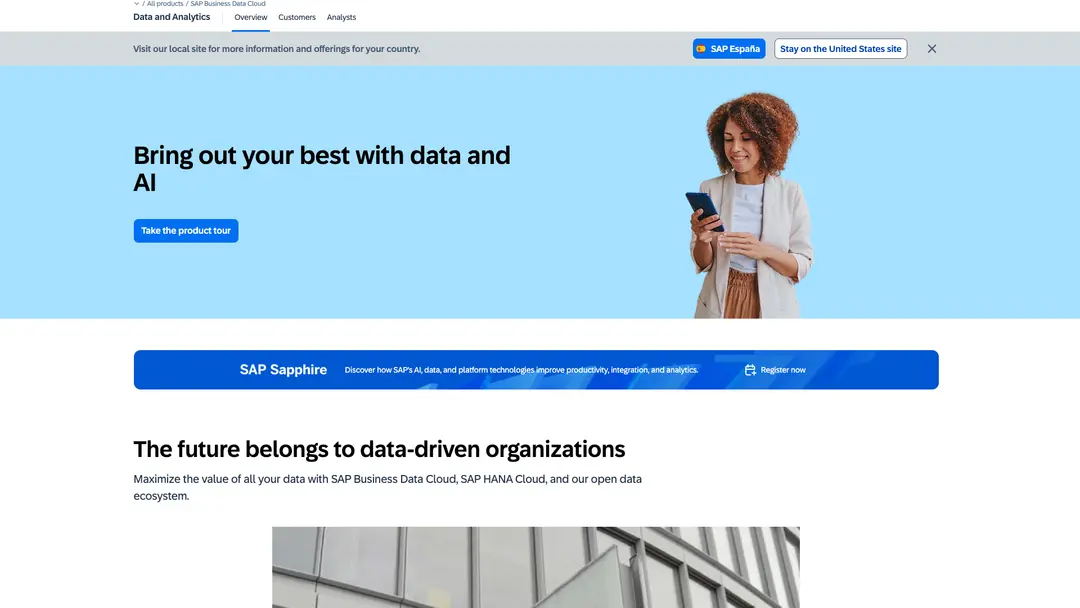 / All products / SAP Business Data Cloud
Data and Analytics
Overview
Customers
Analysts
Visit our local site for more information and offerings for your country.
SAP España
Stay on the United States site
Bring out your best with data and
AI
Take the product tour
SAP Sapphire
Discover how SAP's AI, data, and platform technologies improve productivity, integration, and analytics.
Register now
The future belongs to data-driven organizations
Maximize the value of all your data with SAP Business Data Cloud, SAP HANA Cloud, and our open data
ecosystem.